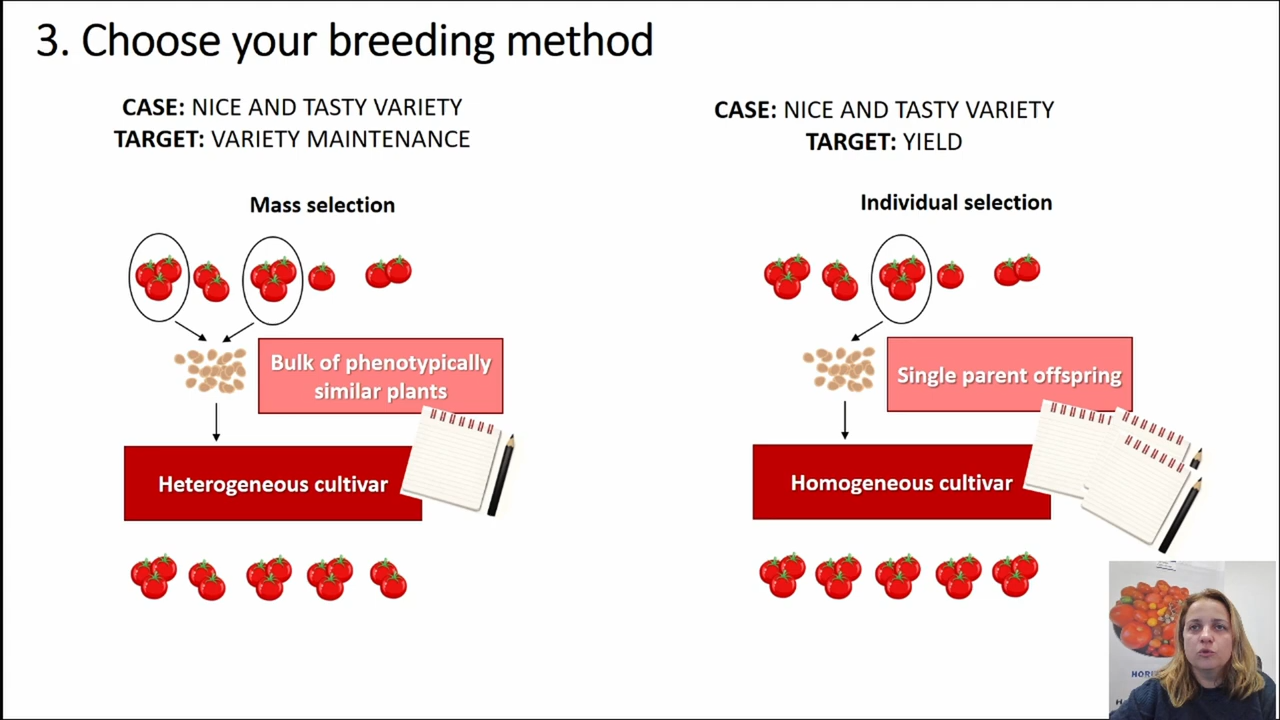 3. Choose your breeding method
CASE: NICE AND TASTY VARIETY
TARGET: VARIETY MAINTENANCE
Mass selection
Bulk of phenotypically
similar plants
Heterogeneous cultivar
CASE: NICE AND TASTY VARIETY
TARGET: YIELD
Individual selection
Single parent offspring
Homogeneous cultivar